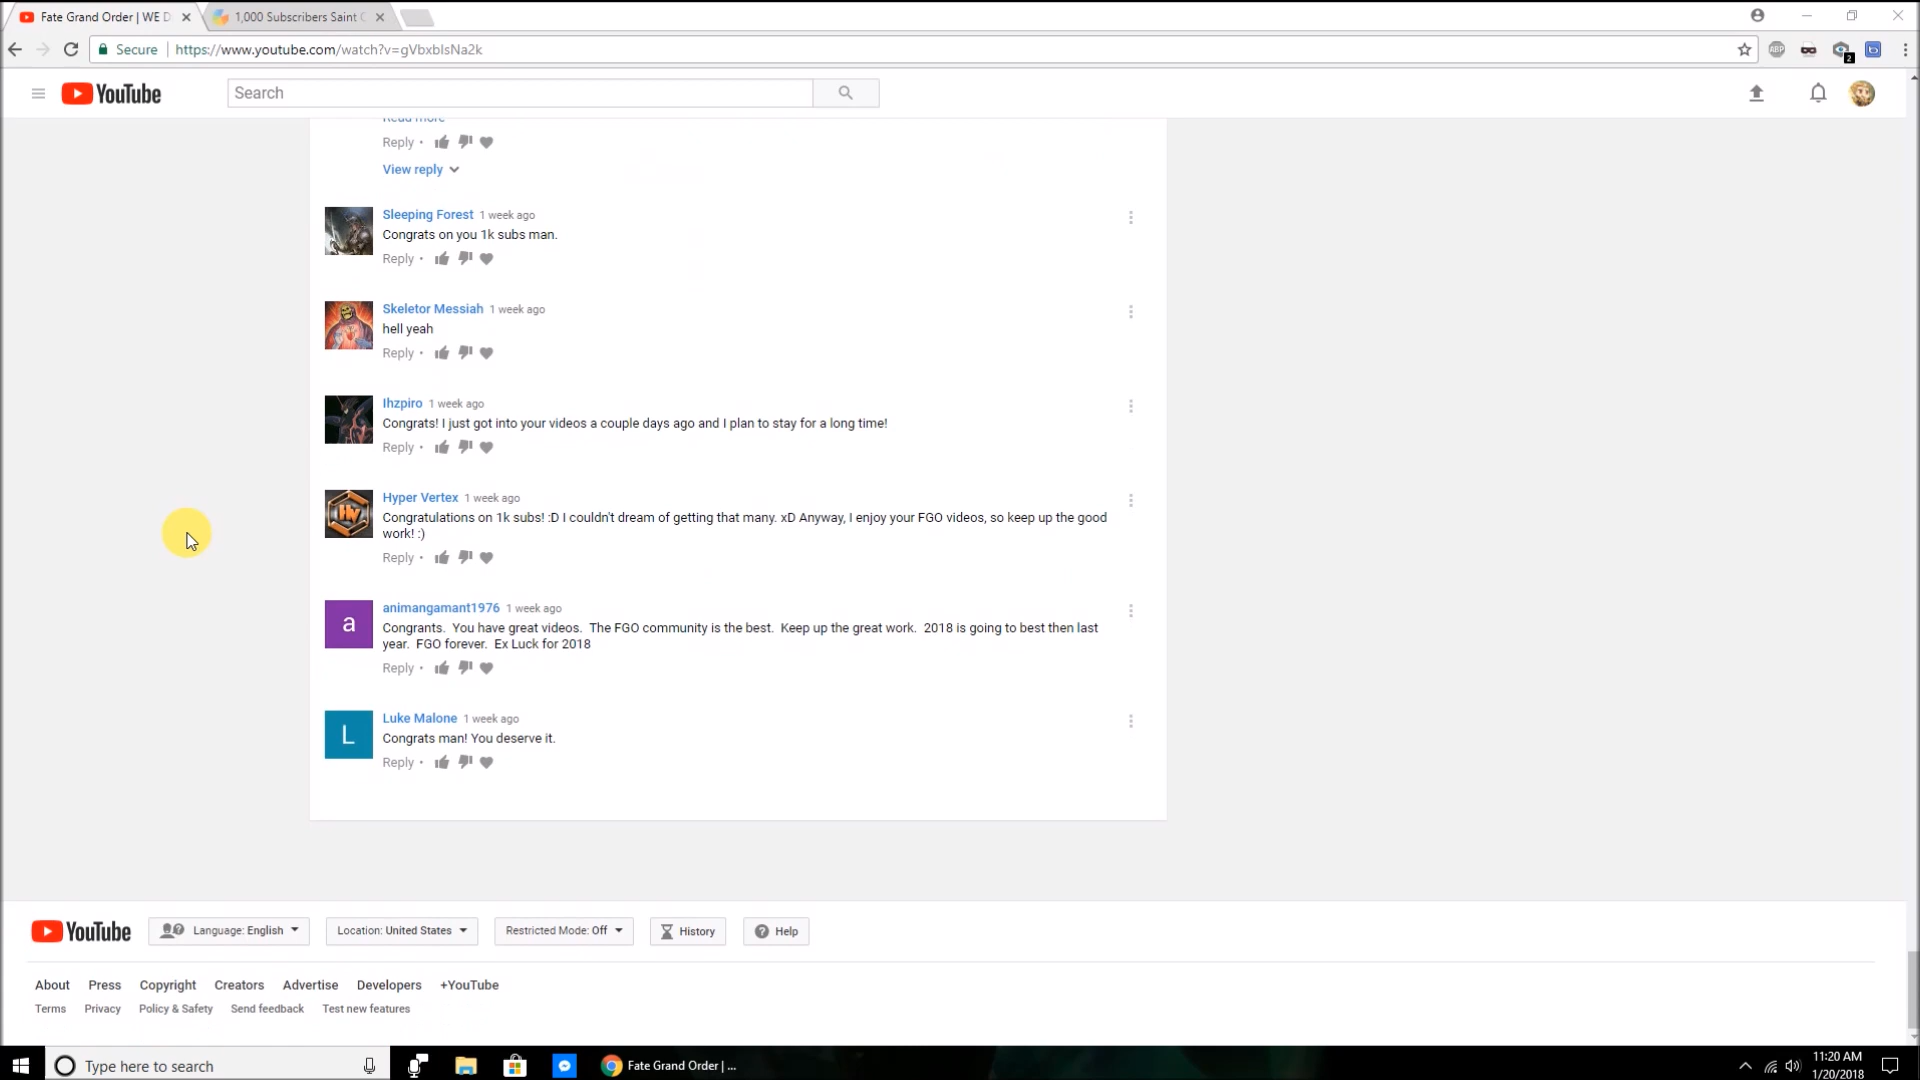 Fate Grand Order | WE D
1,000 Subscribers Saint
Secure
https://www.youtube.com/watch?v=gVbxbIsNa2k
ABP
2
YouTube
Search
Read more
Reply •
View reply
Sleeping Forest 1 week ago
Congrats on you 1k subs man.
Reply •
Skeletor Messiah 1 week ago
hell yeah
Reply •
Ihzpiro 1 week ago
Congrats! I just got into your videos a couple days ago and I plan to stay for a long time!
Reply •
Hv
Hyper Vertex 1 week ago
Congratulations on 1k subs! :D I couldn't dream of getting that many. xD Anyway, I enjoy your FGO videos, so keep up the good
work! :)
Reply •
a
animangamant1976 1 week ago
Congrants. You have great videos. The FGO community is the best. Keep up the great work. 2018 is going to best then last
year. FGO forever. Ex Luck for 2018
Reply •
L
Luke Malone 1 week ago
Congrats man! You deserve it.
Reply •
YouTube
Language: English
Location: United States
Restricted Mode: Off
History
Help
About Press Copyright Creators Advertise Developers +YouTube
Terms Privacy Policy & Safety Send feedback Test new features
Type here to search
Fate Grand Order | ...
11:20 AM
1/20/2018